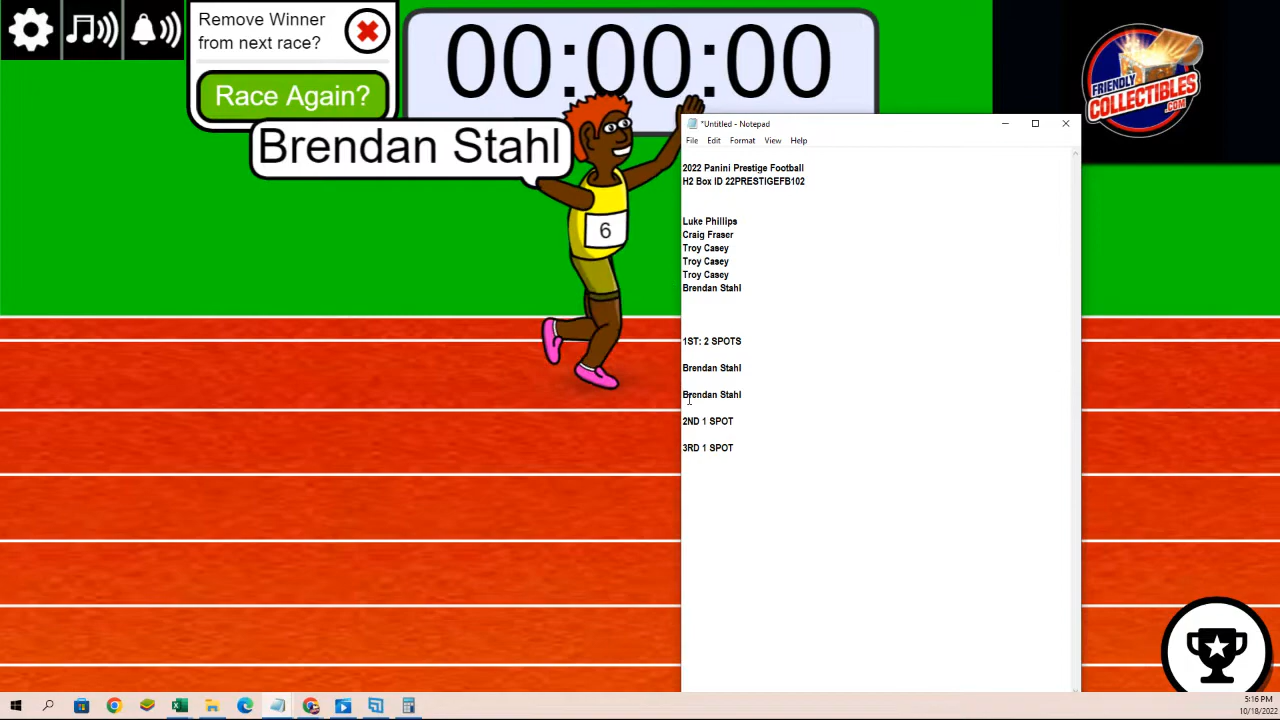 Remove Winner
from next race?
Race Again?
00:00:00
Brendan Stahl
6
FRIENDLY
COLLECTIBLES
.COM
*Untitled - Notepad
File Edit Format View Help
2022 Panini Prestige Football
H2 Box ID 22PRESTIGEFB102
Luke Phillips
Craig Fraser
Troy Casey
Troy Casey
Troy Casey
Brendan Stahl
1ST: 2 SPOTS
Brendan Stahl
Brendan Stahl
2ND 1 SPOT
3RD 1 SPOT
5:16 PM
10/18/2022